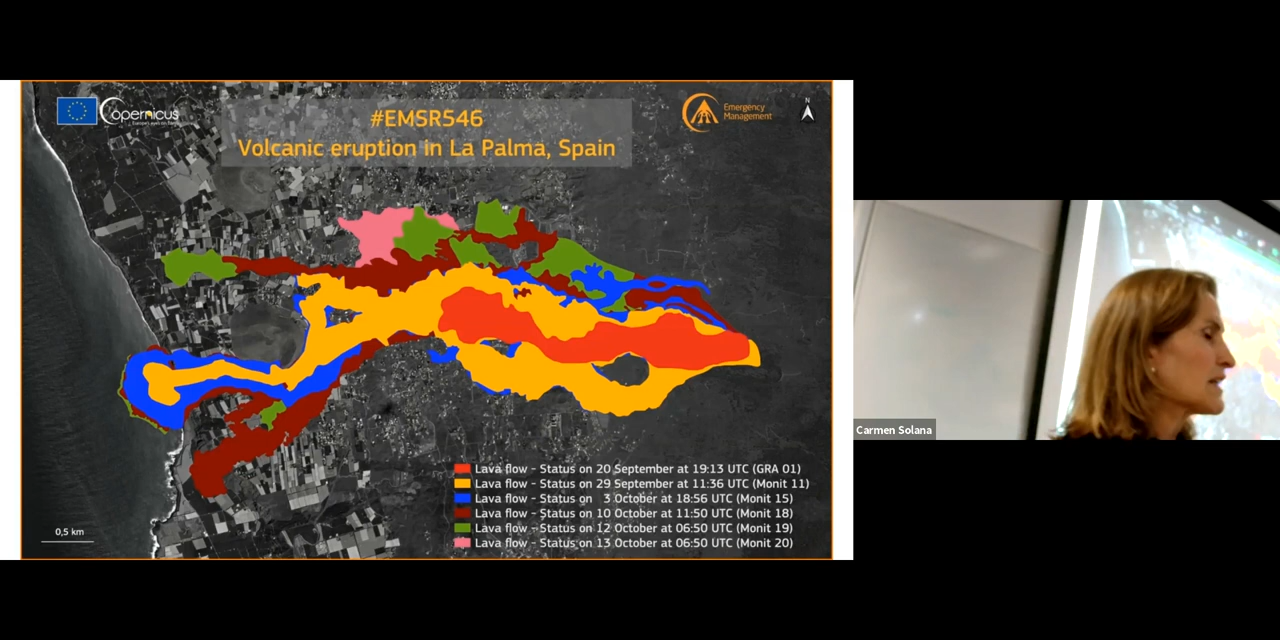 Copernicus
Europe's eyes on Earth
#EMSR546
Volcanic eruption in La Palma, Spain
Emergency
Management
N
Lava flow - Status on 20 September at 19:13 UTC (GRA 01)
Lava flow - Status on 29 September at 11:36 UTC (Monit 11)
Lava flow - Status on 3 October at 18:56 UTC (Monit 15)
Lava flow - Status on 10 October at 11:50 UTC (Monit 18)
Lava flow - Status on 12 October at 06:50 UTC (Monit 19)
Lava flow - Status on 13 October at 06:50 UTC (Monit 20)
0,5 km
Carmen Solana